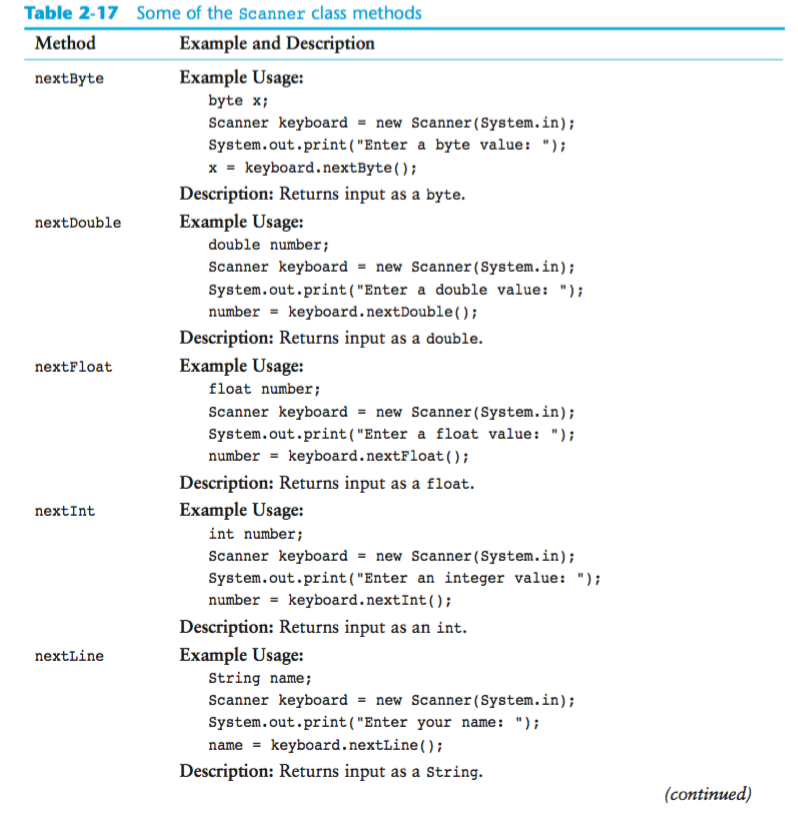 Table 2-17 Some of the Scanner class methods
Method Example and Description
nextByte Example Usage:
byte x;
Scanner keyboard = new Scanner(System.in);
System.out.print("Enter a byte value: ");
x = keyboard.nextByte();
Description: Returns input as a byte.
nextDouble Example Usage:
double number;
Scanner keyboard = new Scanner(System.in);
System.out.print("Enter a double value: ");
number = keyboard.nextDouble();
Description: Returns input as a double.
nextFloat Example Usage:
float number;
Scanner keyboard = new Scanner(System.in);
System.out.print("Enter a float value: ");
number = keyboard.nextFloat();
Description: Returns input as a float.
nextInt Example Usage:
int number;
Scanner keyboard = new Scanner(System.in);
System.out.print("Enter an integer value: ");
number = keyboard.nextInt();
Description: Returns input as an int.
nextLine Example Usage:
String name;
Scanner keyboard = new Scanner(System.in);
System.out.print("Enter your name: ");
name = keyboard.nextLine();
Description: Returns input as a String.
(continued)